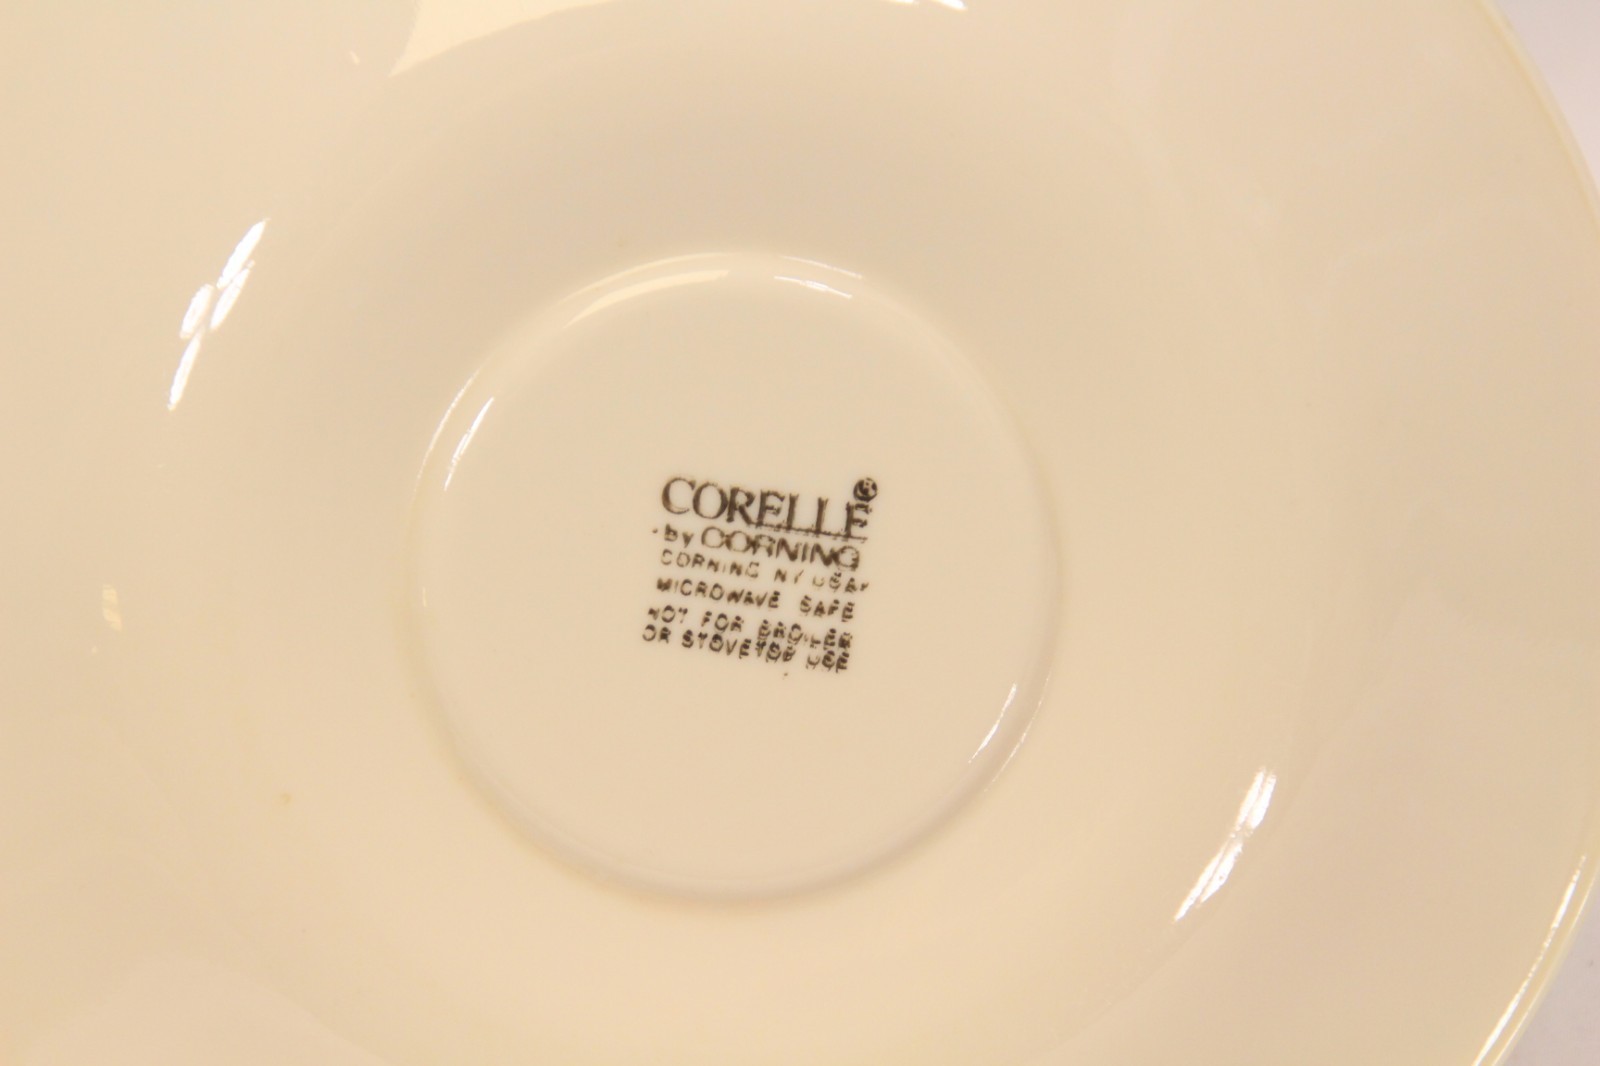 CORELLE®
by CORNING
CORNING NY USA
MICROWAVE SAFE
NOT FOR BROILER
OR STOVETOP USE